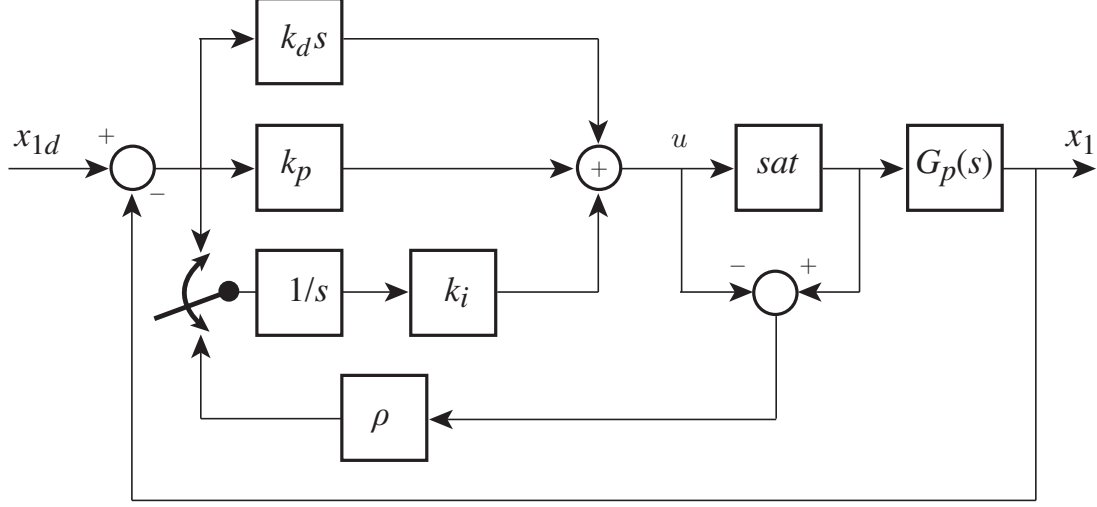 k_d s
x_{1d}
+
−
k_p
+
u
sat
G_p(s)
x_1
1/s
k_i
−
+
ρ